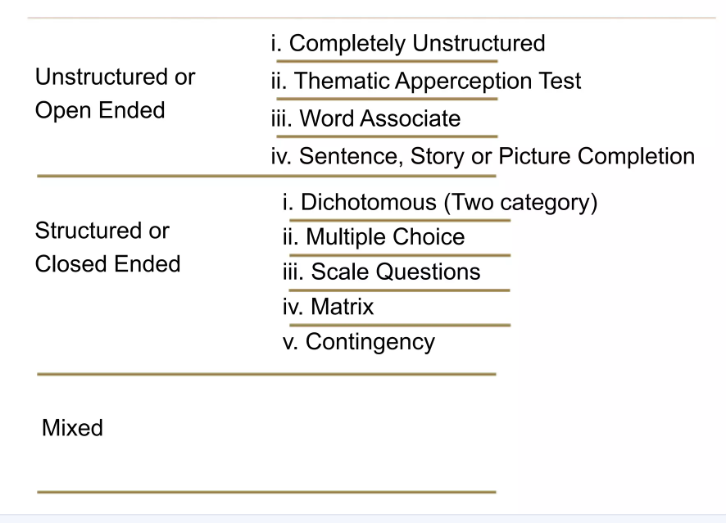 Unstructured or
Open Ended
i. Completely Unstructured
ii. Thematic Apperception Test
iii. Word Associate
iv. Sentence, Story or Picture Completion
Structured or
Closed Ended
i. Dichotomous (Two category)
ii. Multiple Choice
iii. Scale Questions
iv. Matrix
v. Contingency
Mixed